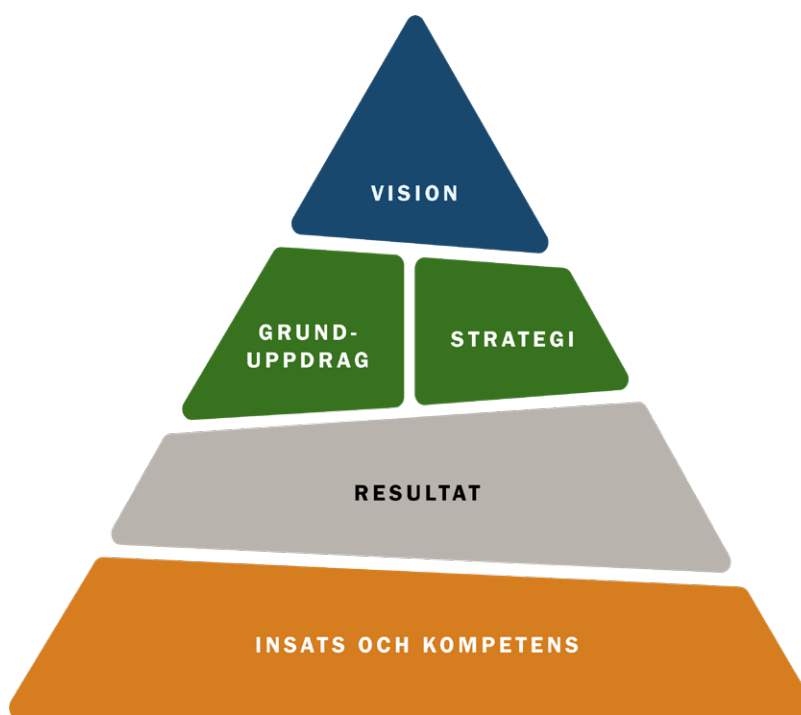 VISION
GRUND-
UPPDRAG
STRATEGI
RESULTAT
INSATS OCH KOMPETENS